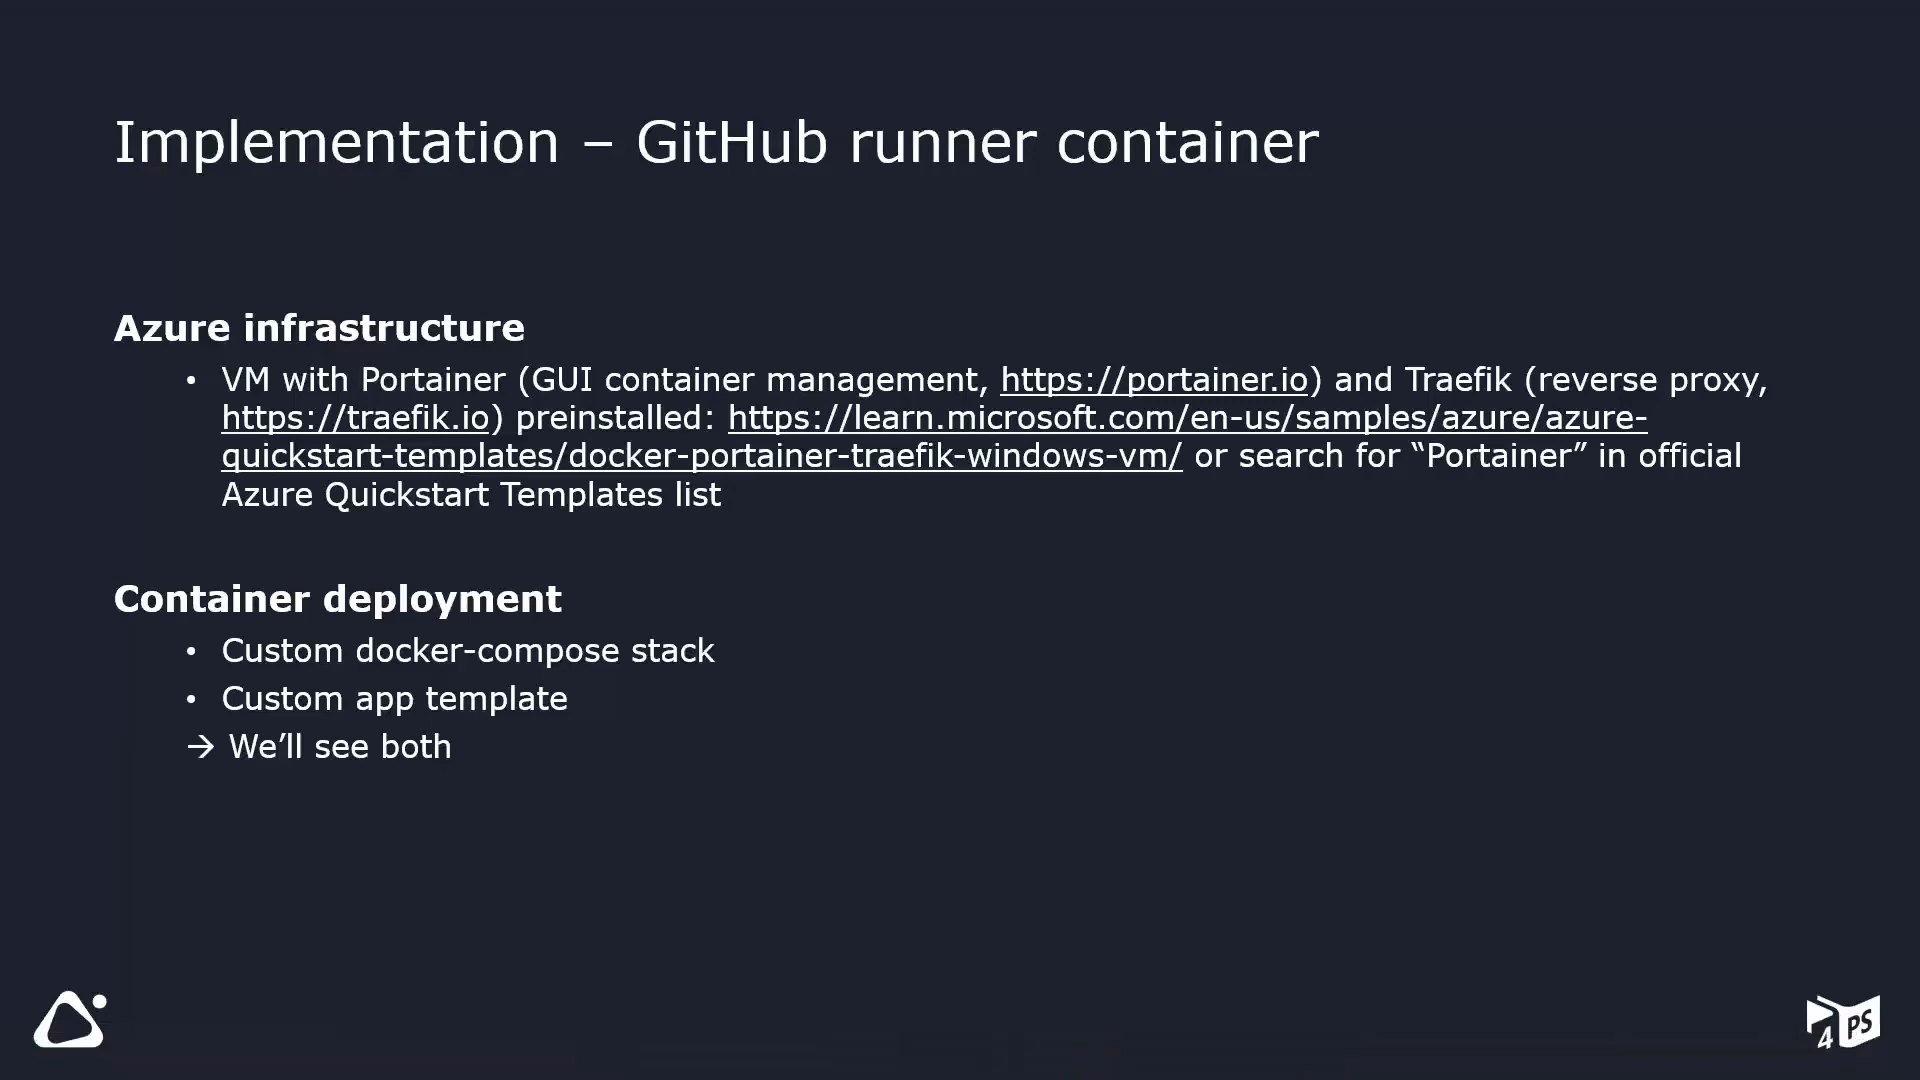 Implementation – GitHub runner container
Azure infrastructure
• VM with Portainer (GUI container management, https://portainer.io) and Traefik (reverse proxy,
https://traefik.io) preinstalled: https://learn.microsoft.com/en-us/samples/azure/azure-
quickstart-templates/docker-portainer-traefik-windows-vm/ or search for “Portainer” in official
Azure Quickstart Templates list
Container deployment
• Custom docker-compose stack
• Custom app template
→ We’ll see both
4PS